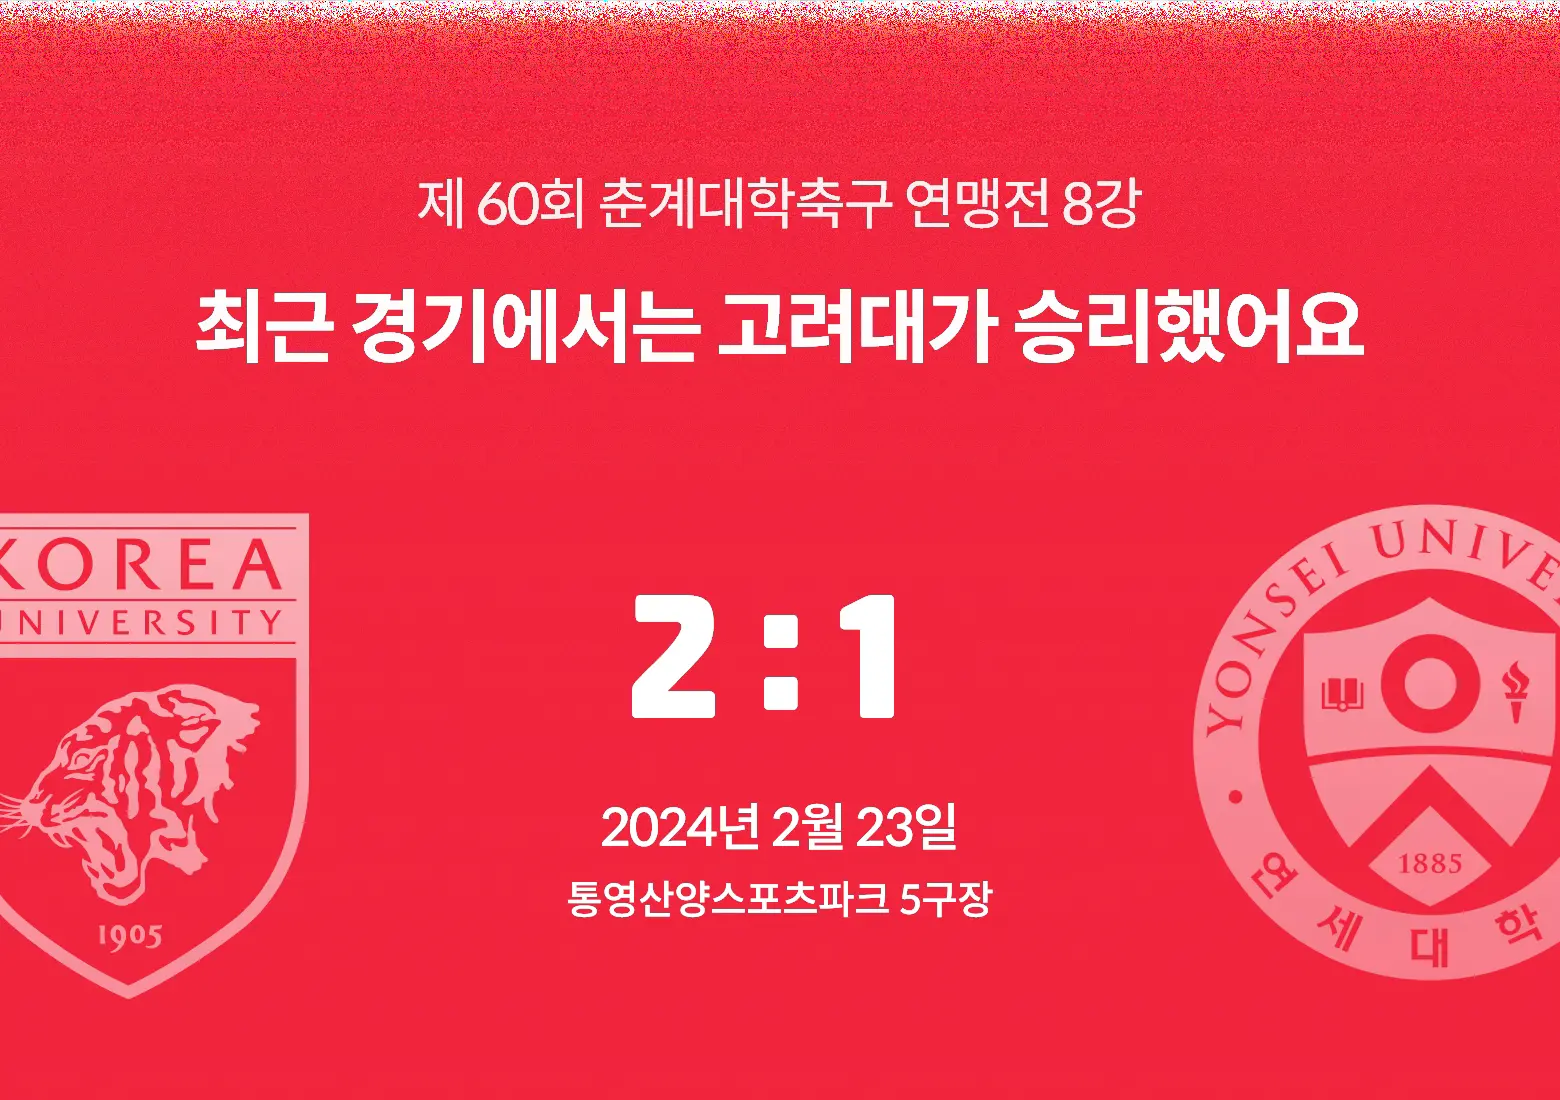 제 60회 춘계대학축구 연맹전 8강
최근 경기에서는 고려대가 승리했어요
KOREA
UNIVERSITY
1905
2 : 1
YONSEI UNIVE
1885
연세대학
2024년 2월 23일
통영산양스포츠파크 5구장